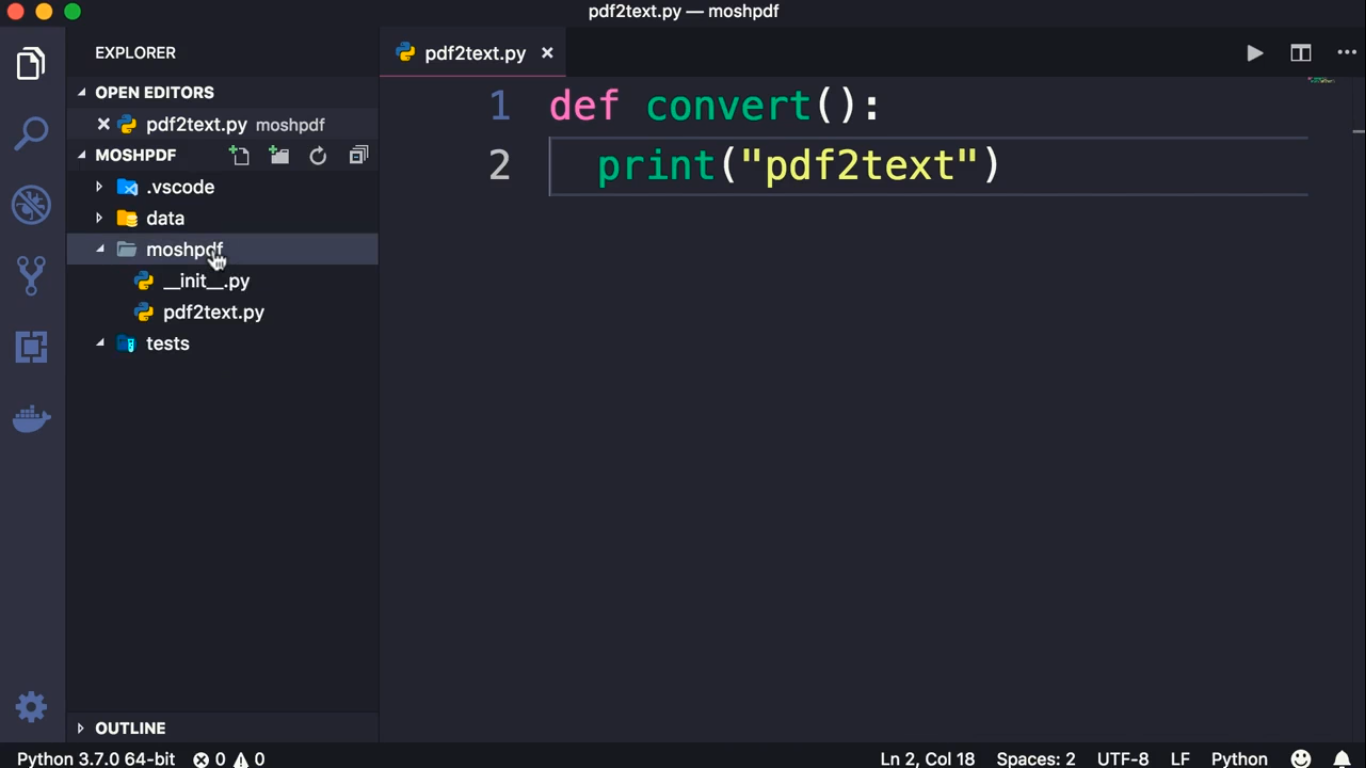 pdf2text.py — moshpdf
EXPLORER
OPEN EDITORS
pdf2text.py moshpdf
MOSHPDF
.vscode
data
moshpdf
__init__.py
pdf2text.py
tests
OUTLINE
pdf2text.py
1 def convert():
2 print("pdf2text")
Python 3.7.0 64-bit 0 0 Ln 2, Col 18 Spaces: 2 UTF-8 LF Python